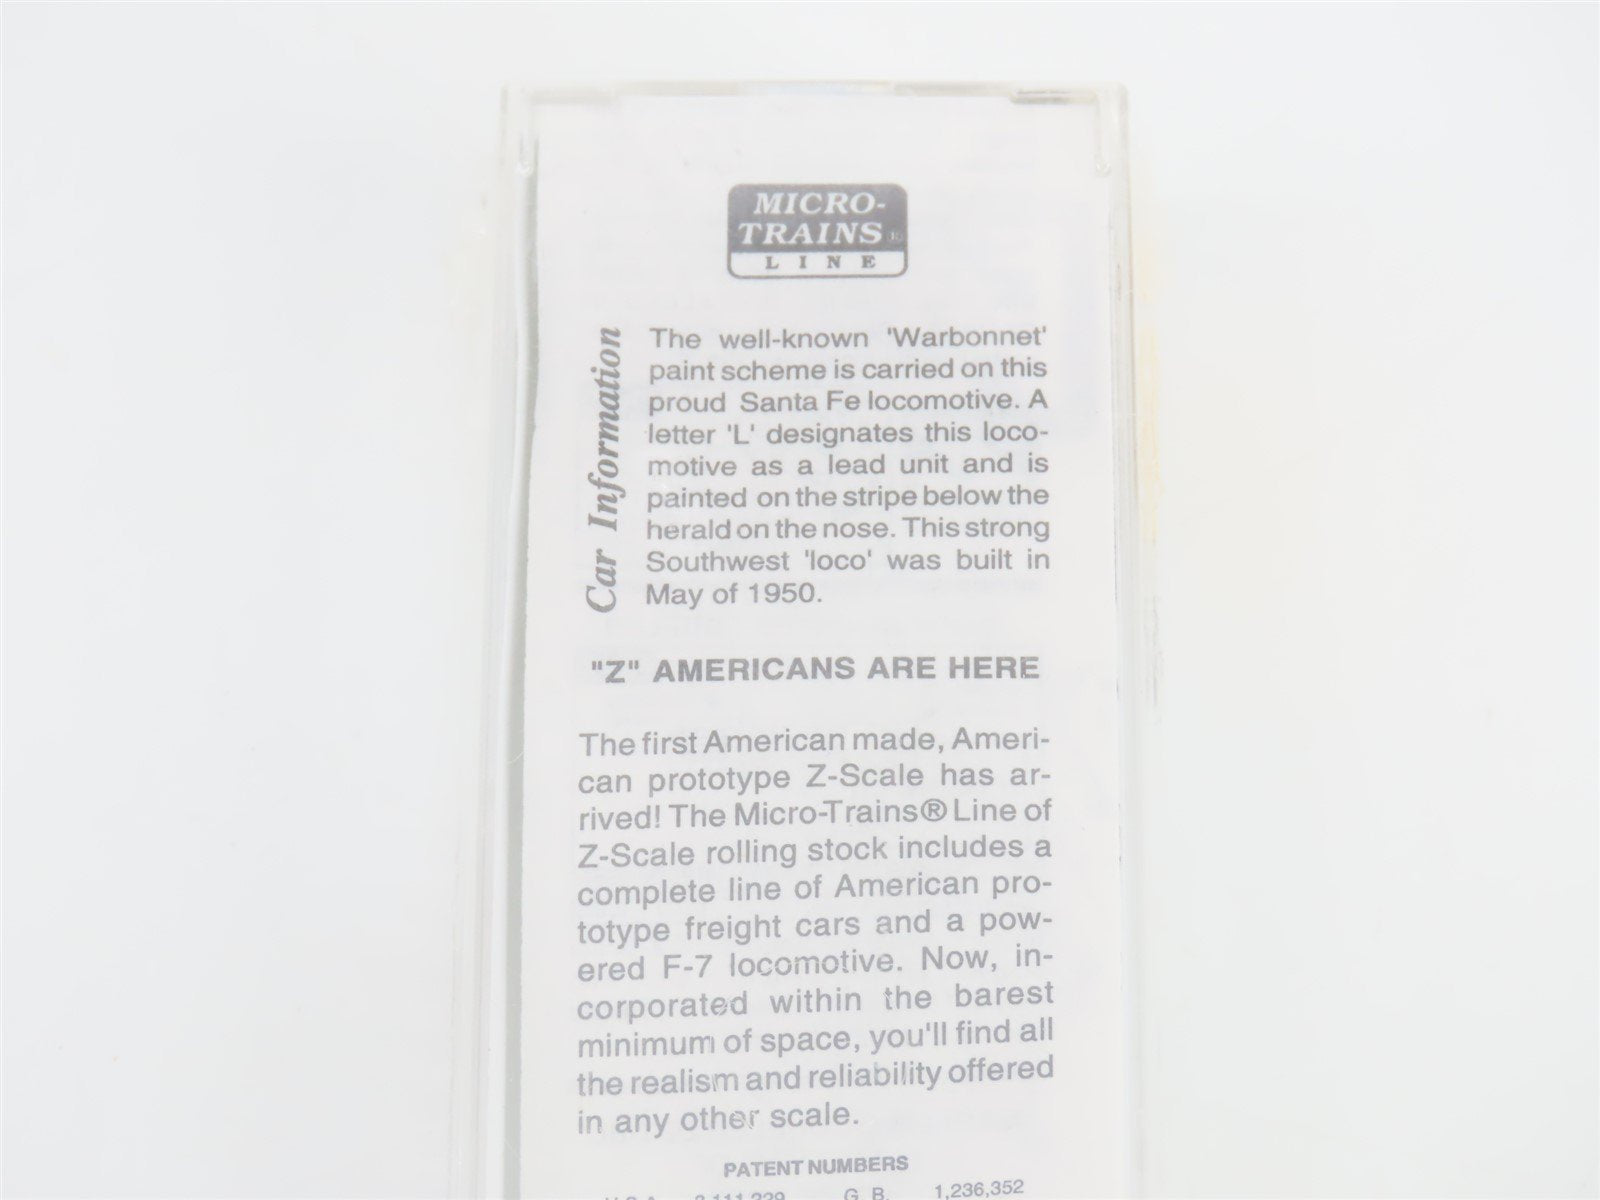 MICRO-
TRAINS®
LINE
Car Information
The well-known 'Warbonnet'
paint scheme is carried on this
proud Santa Fe locomotive. A
letter 'L' designates this loco-
motive as a lead unit and is
painted on the stripe below the
herald on the nose. This strong
Southwest 'loco' was built in
May of 1950.
"Z" AMERICANS ARE HERE
The first American made, Ameri-
can prototype Z-Scale has ar-
rived! The Micro-Trains® Line of
Z-Scale rolling stock includes a
complete line of American pro-
totype freight cars and a pow-
ered F-7 locomotive. Now, in-
corporated within the barest
minimum of space, you'll find all
the realism and reliability offered
in any other scale.
PATENT NUMBERS
G. B. 1,236,352